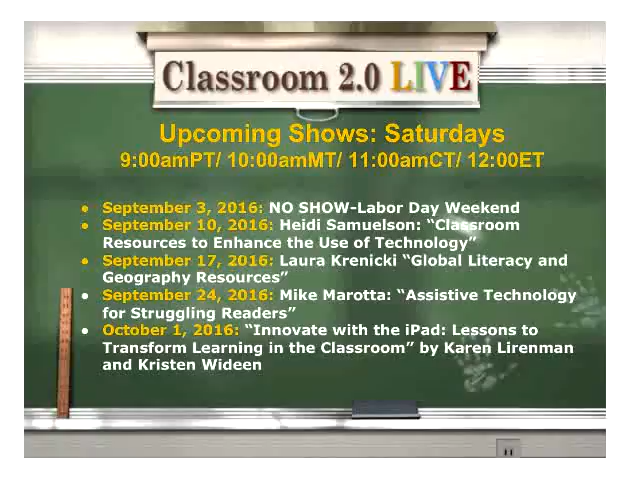 Classroom 2.0 LIVE
Upcoming Shows: Saturdays
9:00amPT/ 10:00amMT/ 11:00amCT/ 12:00ET
● September 3, 2016: NO SHOW-Labor Day Weekend
● September 10, 2016: Heidi Samuelson: “Classroom
Resources to Enhance the Use of Technology”
● September 17, 2016: Laura Krenicki “Global Literacy and
Geography Resources”
● September 24, 2016: Mike Marotta: “Assistive Technology
for Struggling Readers”
● October 1, 2016: “Innovate with the iPad: Lessons to
Transform Learning in the Classroom” by Karen Lirenman
and Kristen Wideen